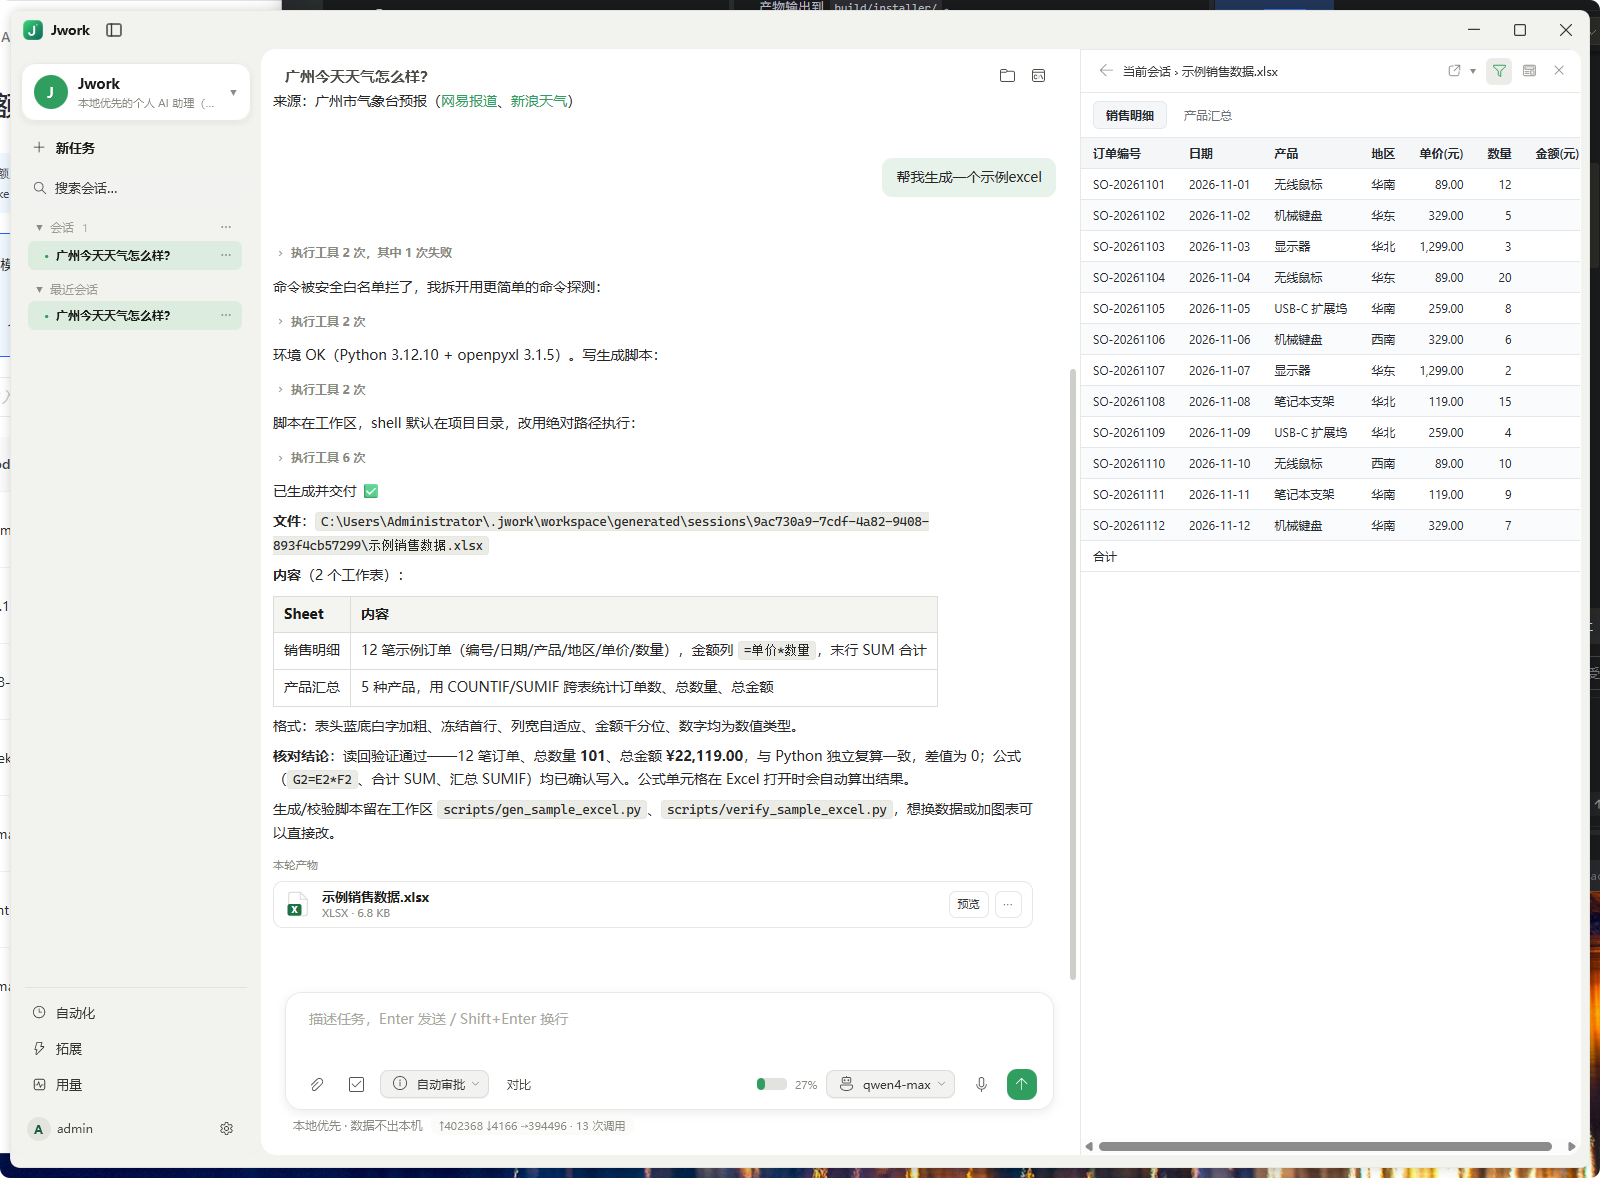 产物输出到 build/installer/
Jwork
J
Jwork
本地优先的个人 AI 助理（...
新任务
搜索会话...
会话 1
广州今天天气怎么样?
最近会话
广州今天天气怎么样?
自动化
拓展
用量
A admin
广州今天天气怎么样?
来源：广州市气象台预报（网易报道、新浪天气）
帮我生成一个示例excel
执行工具 2 次，其中 1 次失败
命令被安全白名单拦了，我拆开用更简单的命令探测：
执行工具 2 次
环境 OK（Python 3.12.10 + openpyxl 3.1.5）。写生成脚本：
执行工具 2 次
脚本在工作区，shell 默认在项目目录，改用绝对路径执行：
执行工具 6 次
已生成并交付 ✅
文件： C:\Users\Administrator\.jwork\workspace\generated\sessions\9ac730a9-7cdf-4a82-9408-
893f4cb57299\示例销售数据.xlsx
内容（2 个工作表）：
Sheet 内容
销售明细 12 笔示例订单（编号/日期/产品/地区/单价/数量），金额列 =单价*数量，末行 SUM 合计
产品汇总 5 种产品，用 COUNTIF/SUMIF 跨表统计订单数、总数量、总金额
格式：表头蓝底白字加粗、冻结首行、列宽自适应、金额千分位、数字均为数值类型。
核对结论：读回验证通过——12 笔订单、总数量 101、总金额 ¥22,119.00，与 Python 独立复算一致，差值为 0；公式
（G2=E2*F2、合计 SUM、汇总 SUMIF）均已确认写入。公式单元格在 Excel 打开时会自动算出结果。
生成/校验脚本留在工作区 scripts/gen_sample_excel.py、 scripts/verify_sample_excel.py，想换数据或加图表可
以直接改。
本轮产物
示例销售数据.xlsx
XLSX · 6.8 KB
预览
描述任务，Enter 发送 / Shift+Enter 换行
自动审批
对比
27%
qwen4-max
本地优先 · 数据不出本机 ↑402368 ↓4166 →394496 · 13 次调用
当前会话 › 示例销售数据.xlsx
销售明细 产品汇总
订单编号 日期 产品 地区 单价(元) 数量 金额(元)
SO-20261101 2026-11-01 无线鼠标 华南 89.00 12
SO-20261102 2026-11-02 机械键盘 华东 329.00 5
SO-20261103 2026-11-03 显示器 华北 1,299.00 3
SO-20261104 2026-11-04 无线鼠标 华东 89.00 20
SO-20261105 2026-11-05 USB-C 扩展坞 华南 259.00 8
SO-20261106 2026-11-06 机械键盘 西南 329.00 6
SO-20261107 2026-11-07 显示器 华东 1,299.00 2
SO-20261108 2026-11-08 笔记本支架 华北 119.00 15
SO-20261109 2026-11-09 USB-C 扩展坞 华北 259.00 4
SO-20261110 2026-11-10 无线鼠标 西南 89.00 10
SO-20261111 2026-11-11 笔记本支架 华南 119.00 9
SO-20261112 2026-11-12 机械键盘 华南 329.00 7
合计